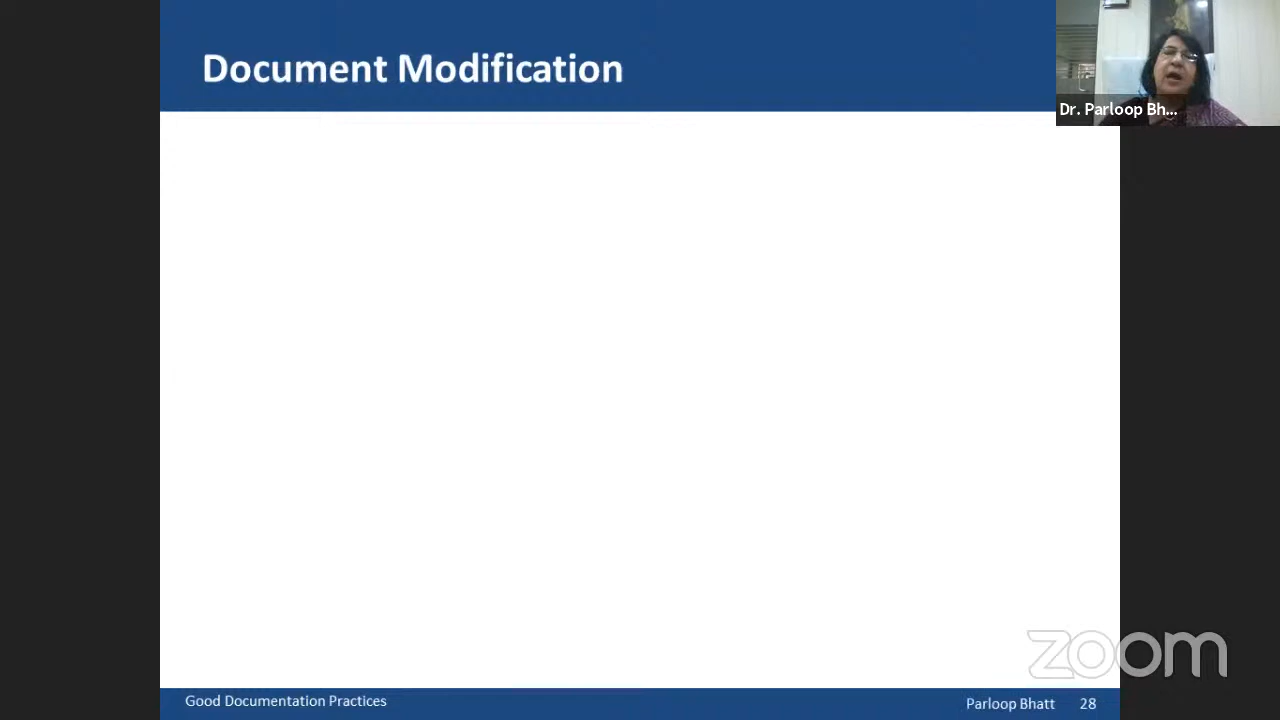 Document Modification
Dr. Parloop Bh...
zoom
Good Documentation Practices
Parloop Bhatt 28